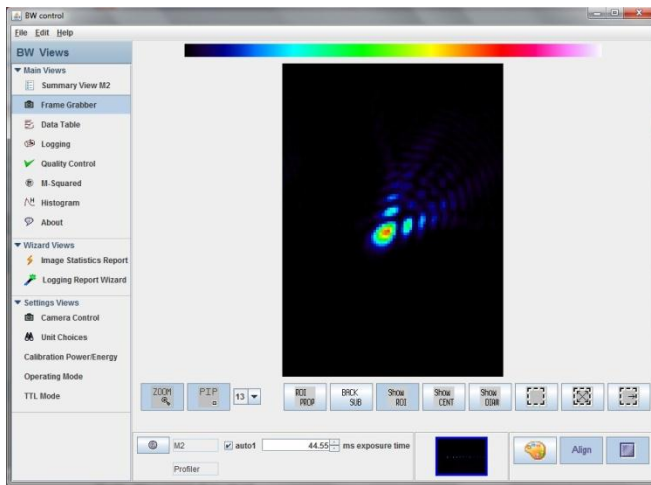 BW control
File Edit Help
BW Views
Main Views
Summary View M2
Frame Grabber
Data Table
Logging
Quality Control
M-Squared
Histogram
About
Wizard Views
Image Statistics Report
Logging Report Wizard
Settings Views
Camera Control
Unit Choices
Calibration Power/Energy
Operating Mode
TTL Mode
ZOOM
PIP
13
ROI PROP
BACK SUB
Show ROI
Show CENT
Show DIAM
M2
auto1
44.55 ms exposure time
Align
Profiler